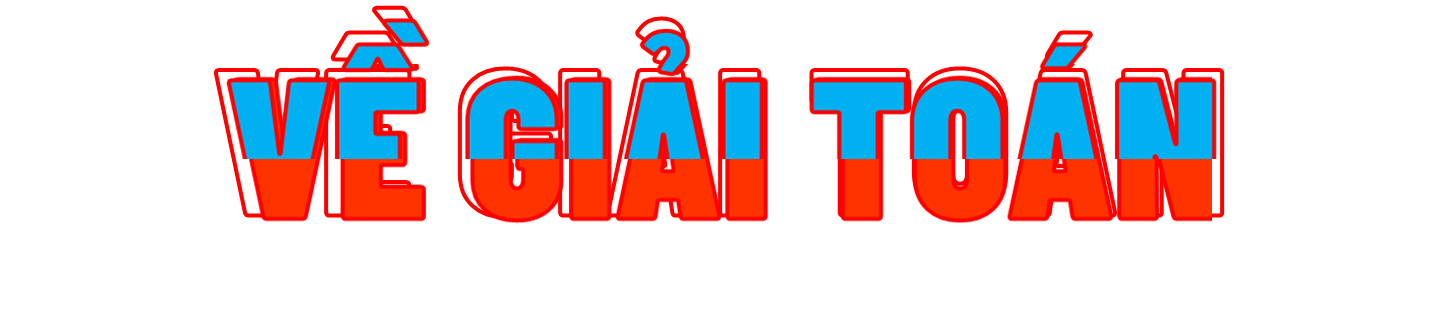 VỀ GIẢI TOÁN